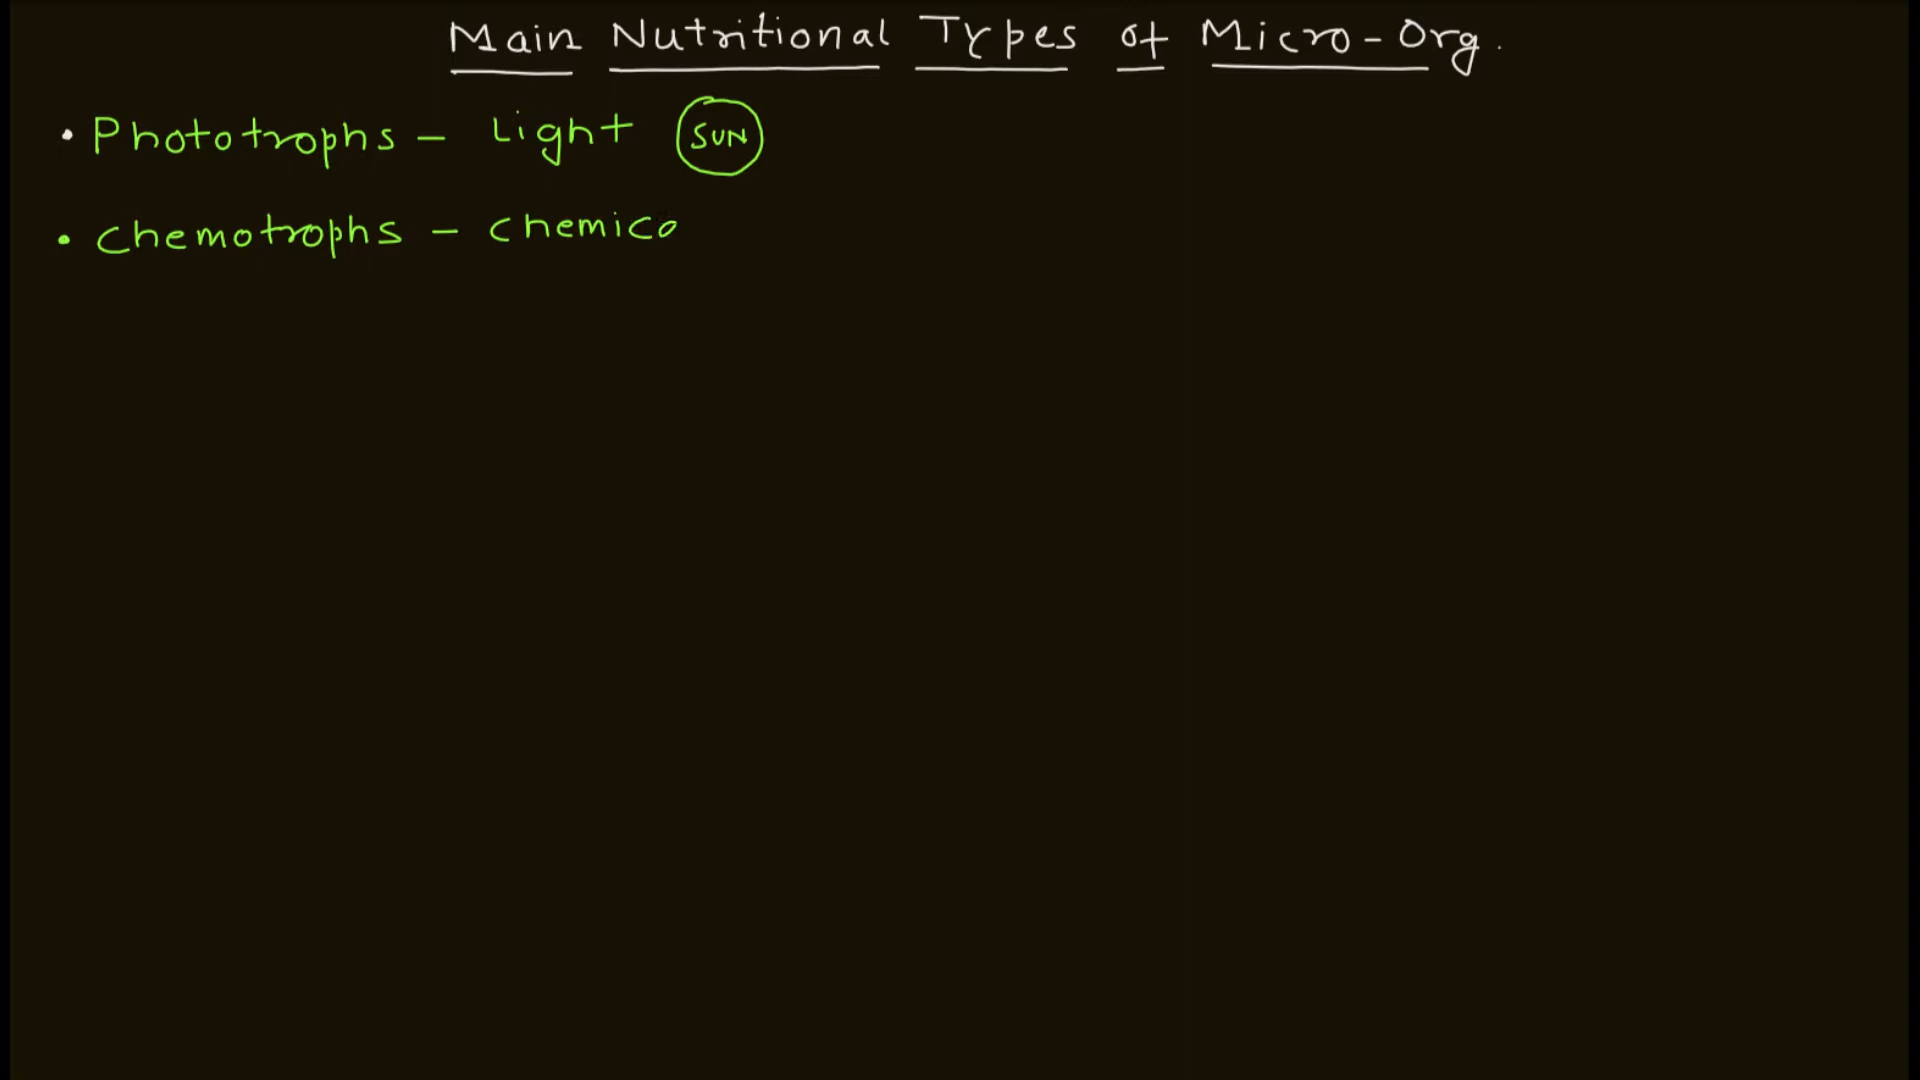 Main Nutritional Types of Micro-Org.
• Phototrophs - Light SUN
• Chemotrophs - Chemica